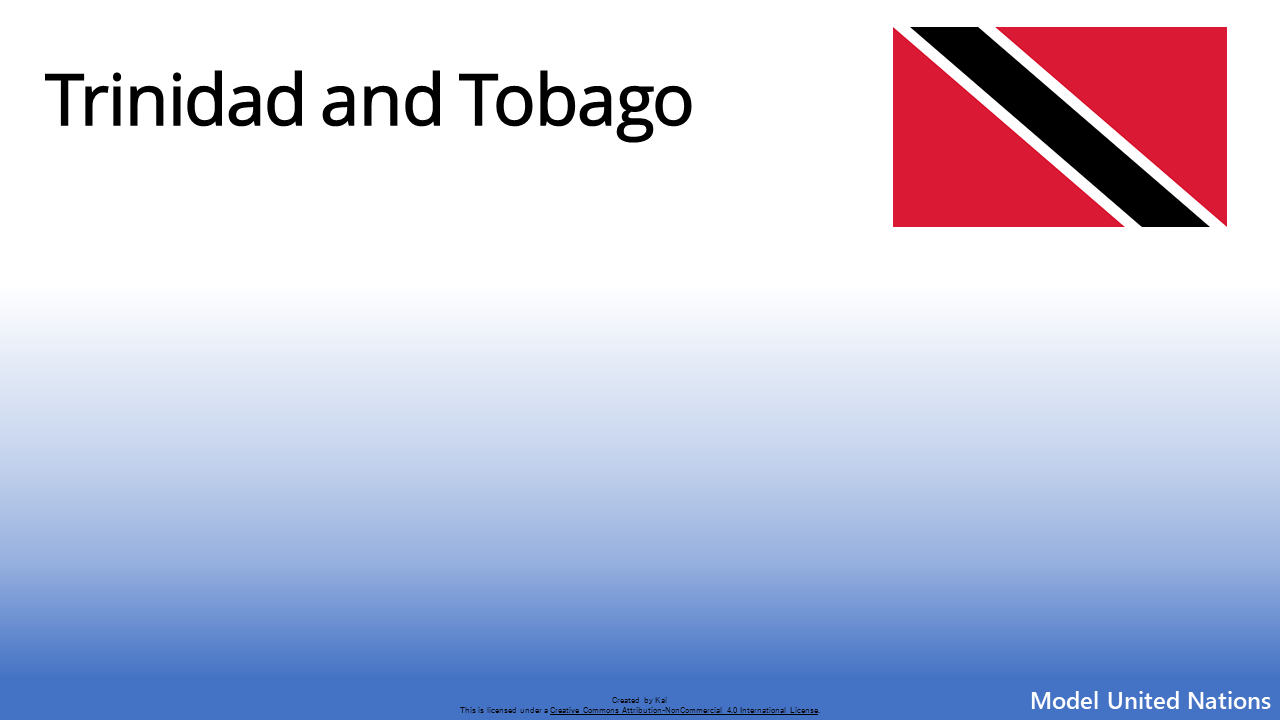 Trinidad and Tobago
Created by Kai
This is licensed under a Creative Commons Attribution-NonCommercial 4.0 International License.
Model United Nations